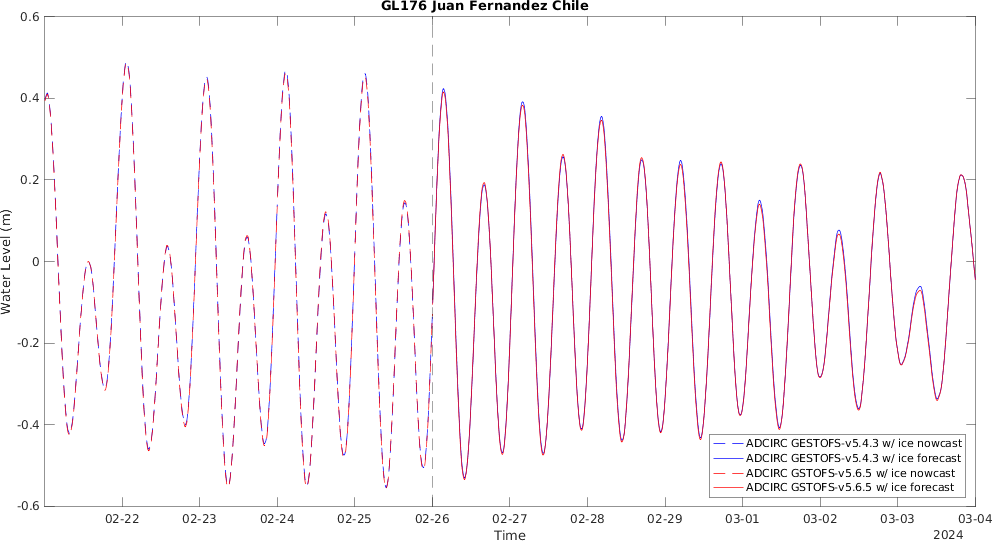 GL176 Juan Fernandez Chile
0.6
0.4
0.2
0
-0.2
-0.4
-0.6
Water Level (m)
ADCIRC GESTOFS-v5.4.3 w/ ice nowcast
ADCIRC GESTOFS-v5.4.3 w/ ice forecast
ADCIRC GSTOFS-v5.6.5 w/ ice nowcast
ADCIRC GSTOFS-v5.6.5 w/ ice forecast
02-22 02-23 02-24 02-25 02-26 02-27 02-28 02-29 03-01 03-02 03-03 03-04
Time
2024